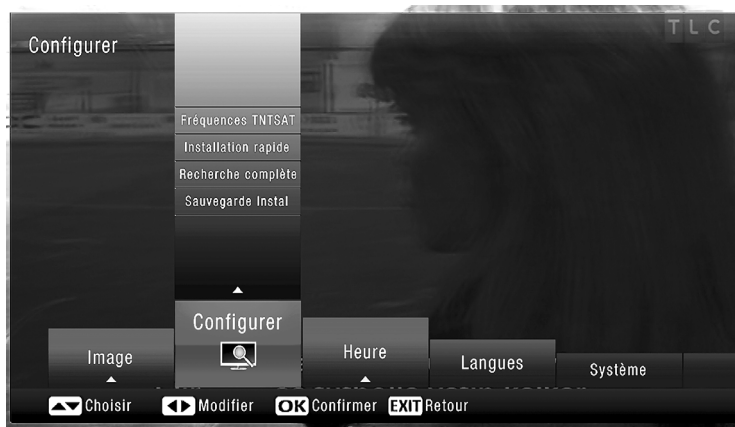 TLC
Configurer
Fréquences TNTSAT
Installation rapide
Recherche complète
Sauvegarde Instal
Configurer
Image
Heure
Langues
Système
Choisir
Modifier
OK Confirmer
EXIT Retour